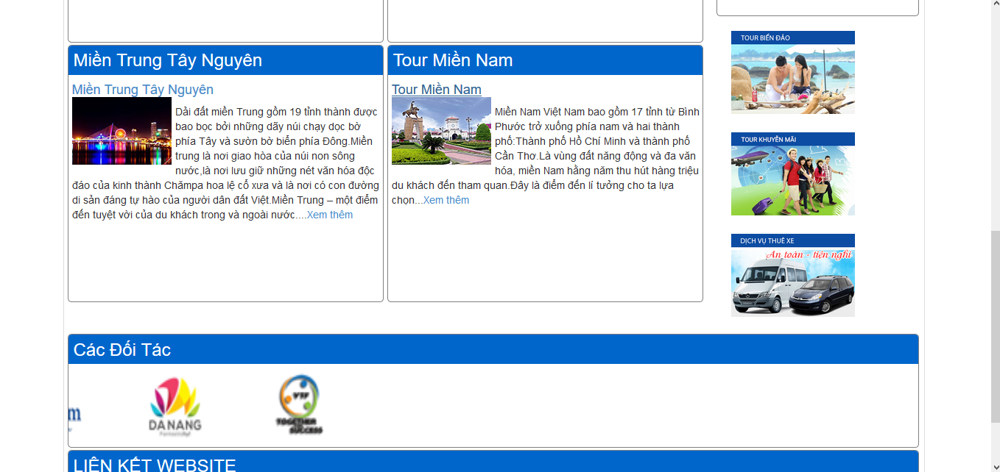 Miền Trung Tây Nguyên
Miền Trung Tây Nguyên
Dải đất miền Trung gồm 19 tỉnh thành được
bao bọc bởi những dãy núi chạy dọc bờ
phía Tây và sườn bờ biển phía Đông.Miền
trung là nơi giao hòa của núi non sông
nước,là nơi lưu giữ những nét văn hóa độc
đáo của kinh thành Chămpa hoa lệ cổ xưa và là nơi có con đường
di sản đáng tự hào của người dân đất Việt.Miền Trung – một điểm
đến tuyệt vời của du khách trong và ngoài nước....Xem thêm
Tour Miền Nam
Tour Miền Nam
Miền Nam Việt Nam bao gồm 17 tỉnh từ Bình
Phước trở xuống phía nam và hai thành
phố:Thành phố Hồ Chí Minh và thành phố
Cần Thơ.Là vùng đất năng động và đa văn
hóa, miền Nam hằng năm thu hút hàng triệu
du khách đến tham quan.Đây là điểm đến lí tưởng cho ta lựa
chọn...Xem thêm
TOUR BIỂN ĐẢO
TOUR KHUYẾN MÃI
DỊCH VỤ THUÊ XE
An toàn - tiện nghi
Các Đối Tác
m
DANANG
VTF
TOGETHER
SUCCESS
LIÊN KẾT WEBSITE